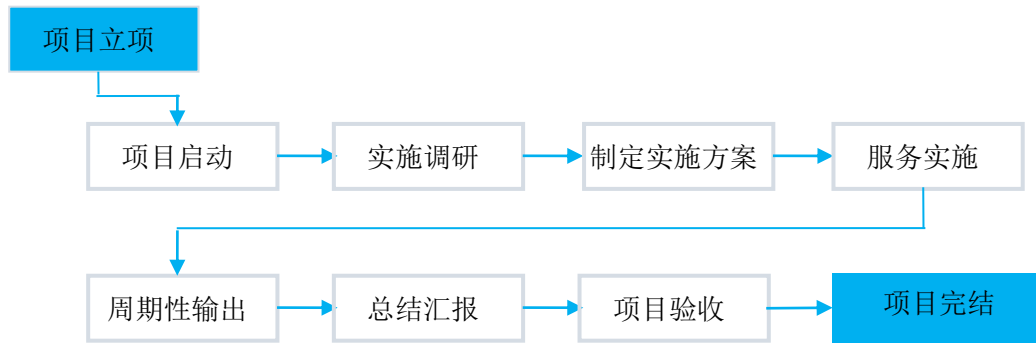 项目立项
项目启动
实施调研
制定实施方案
服务实施
周期性输出
总结汇报
项目验收
项目完结